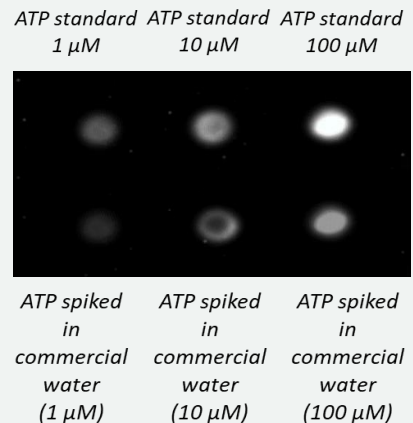 ATP standard ATP standard ATP standard
1 µM 10 µM 100 µM
ATP spiked ATP spiked ATP spiked
in in in
commercial commercial commercial
water water water
(1 µM) (10 µM) (100 µM)